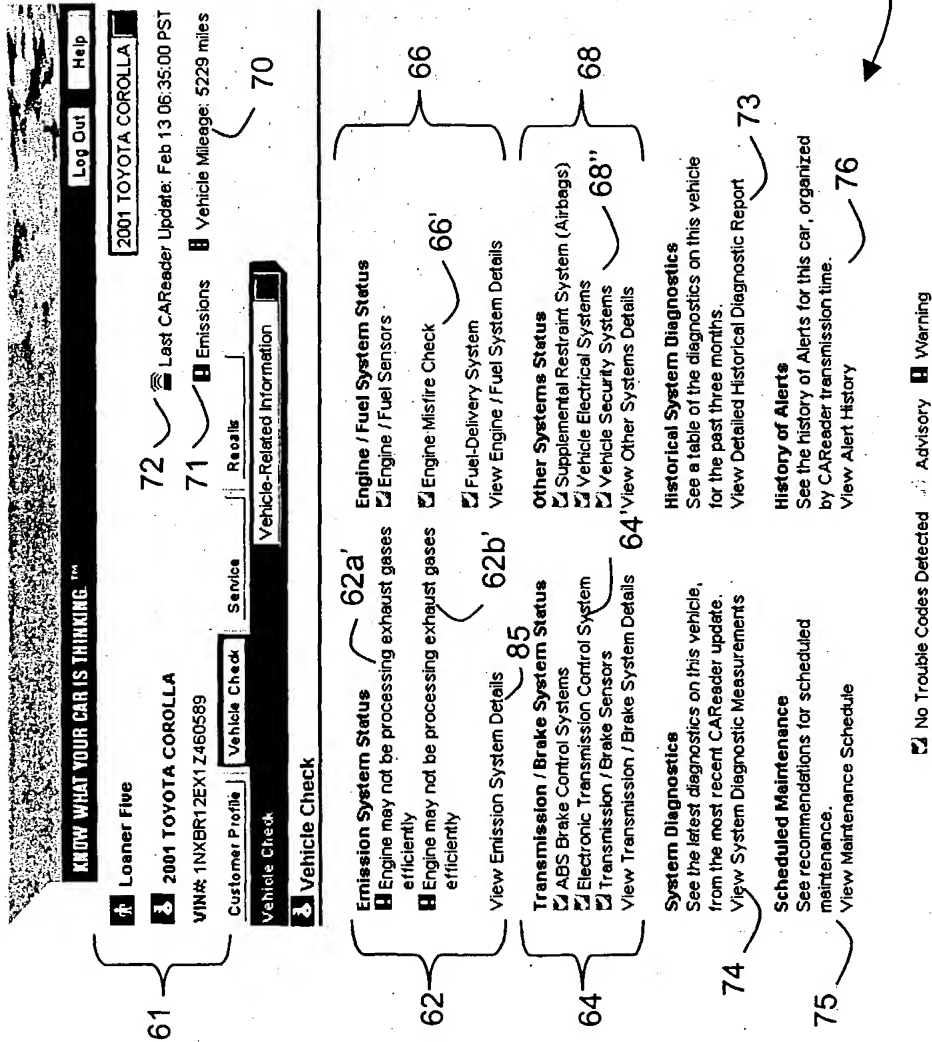 KNOW WHAT YOUR CAR IS THINKING.™
Log Out
Help
Loaner Five
2001 TOYOTA COROLLA
61
2001 TOYOTA COROLLA
72
Last CAReader Update: Feb 13 06:35:00 PST
VIN#: 1NXBR12EX1Z460589
71
Emissions
Vehicle Mileage: 5229 miles
70
Customer Profile
Vehicle Check
Service
Recalls
Vehicle Check
Vehicle-Related Information
Vehicle Check
62
Emission System Status
62a'
Engine may not be processing exhaust gases
efficiently
Engine may not be processing exhaust gases
efficiently
62b'
View Emission System Details
85
Engine / Fuel System Status
66
Engine / Fuel Sensors
Engine Misfire Check
66'
Fuel-Delivery System
View Engine / Fuel System Details
64
Transmission / Brake System Status
ABS Brake Control Systems
Electronic Transmission Control System
Transmission / Brake Sensors
64'
View Transmission / Brake System Details
Other Systems Status
68
Supplemental Restraint System (Airbags)
Vehicle Electrical Systems
Vehicle Security Systems
68''
View Other Systems Details
System Diagnostics
See the latest diagnostics on this vehicle,
from the most recent CAReader update.
View System Diagnostic Measurements
74
Historical System Diagnostics
See a table of the diagnostics on this vehicle
for the past three months.
View Detailed Historical Diagnostic Report
73
Scheduled Maintenance
See recommendations for scheduled
maintenance.
View Maintenance Schedule
75
History of Alerts
See the history of Alerts for this car, organized
by CAReader transmission time.
View Alert History
76
No Trouble Codes Detected
Advisory
Warning